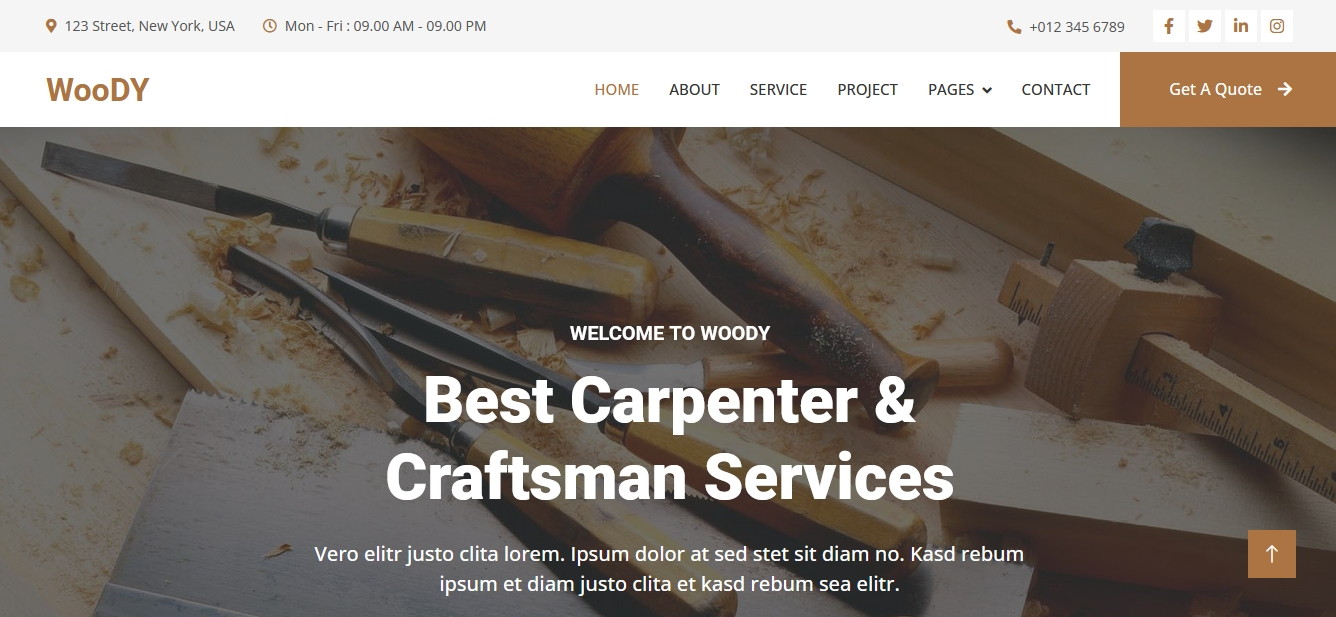 123 Street, New York, USA
Mon - Fri : 09.00 AM - 09.00 PM
+012 345 6789
WooDY
HOME
ABOUT
SERVICE
PROJECT
PAGES
CONTACT
Get A Quote
WELCOME TO WOODY
Best Carpenter &
Craftsman Services
Vero elitr justo clita lorem. Ipsum dolor at sed stet sit diam no. Kasd rebum
ipsum et diam justo clita et kasd rebum sea elitr.